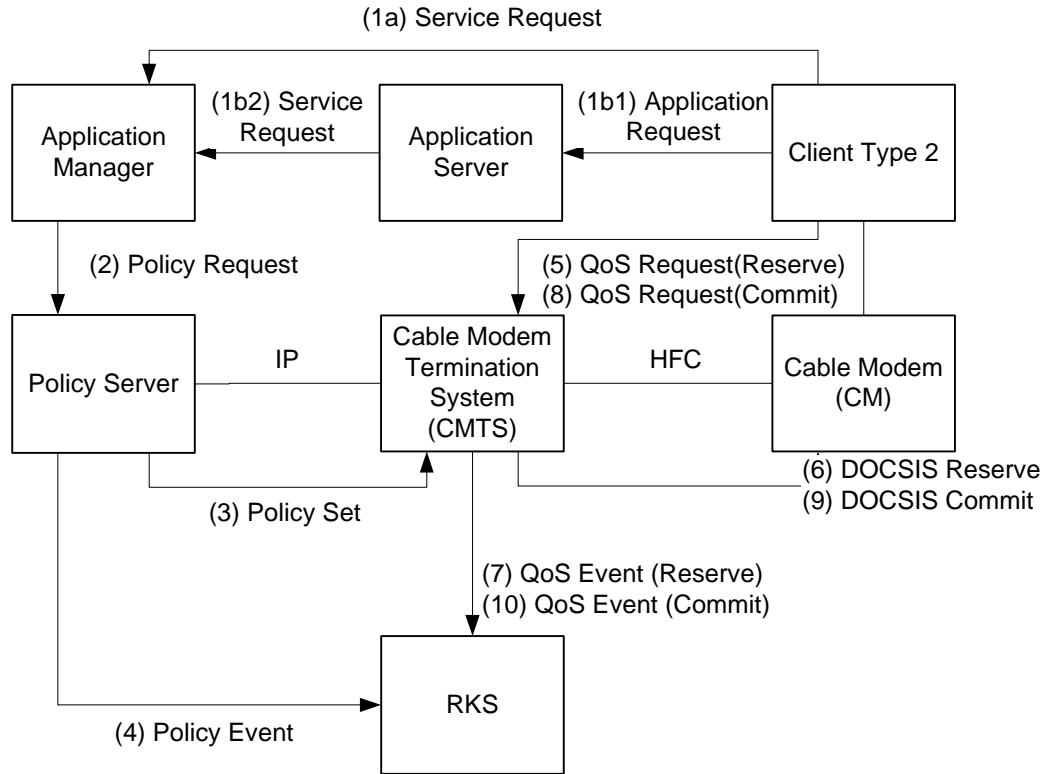 (1a) Service Request
Application
Manager
(1b2) Service
Request
Application
Server
(1b1) Application
Request
Client Type 2
(2) Policy Request
(5) QoS Request(Reserve)
(8) QoS Request(Commit)
Policy Server
IP
Cable Modem
Termination
System
(CMTS)
HFC
Cable Modem
(CM)
(3) Policy Set
(6) DOCSIS Reserve
(9) DOCSIS Commit
(7) QoS Event (Reserve)
(10) QoS Event (Commit)
RKS
(4) Policy Event